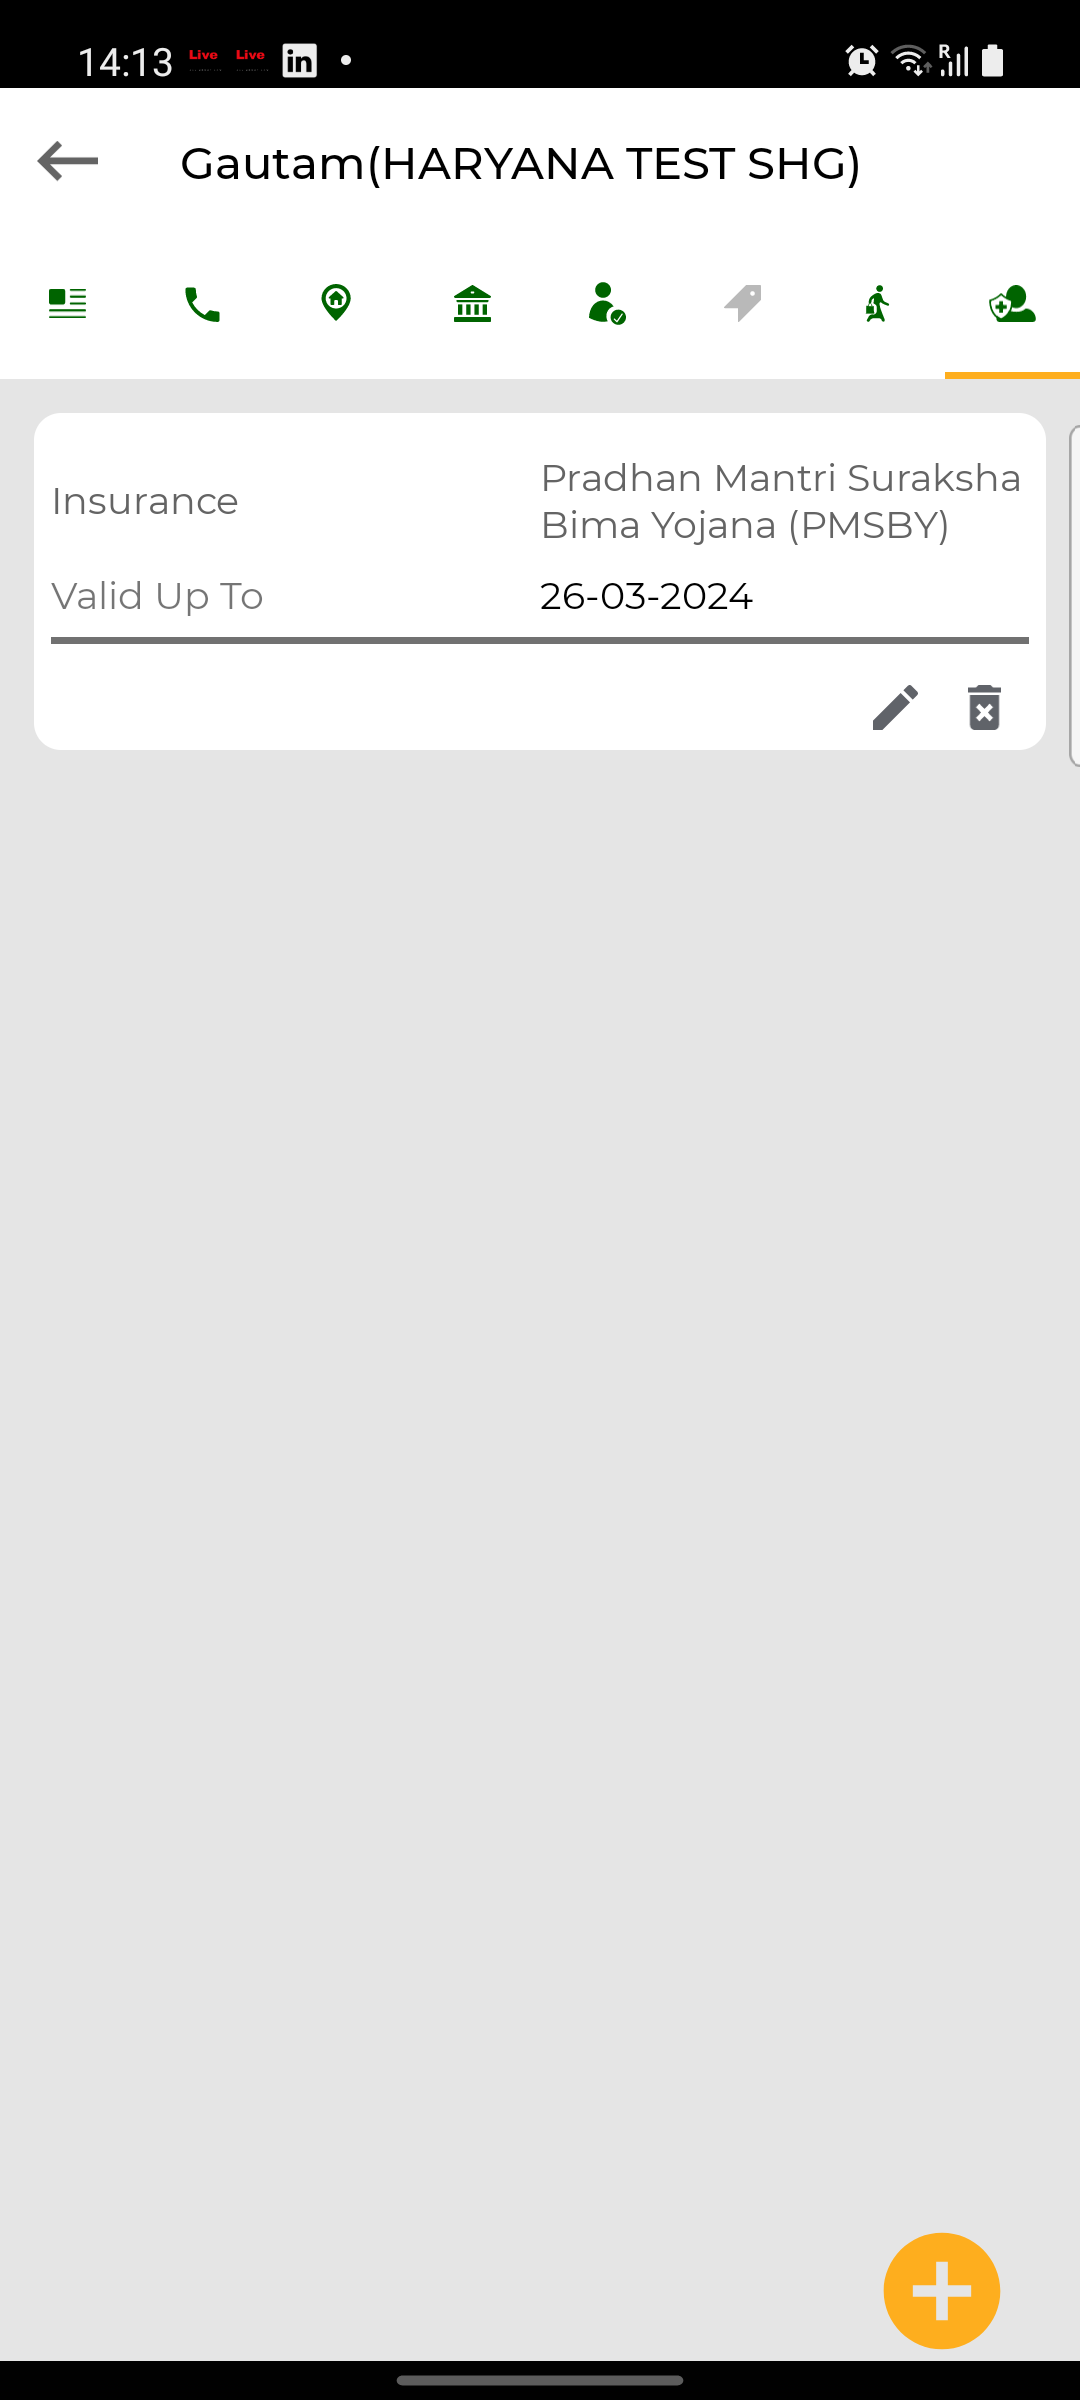 14:13 Live Live in R
Gautam(HARYANA TEST SHG)
Insurance
Pradhan Mantri Suraksha
Bima Yojana (PMSBY)
Valid Up To
26-03-2024